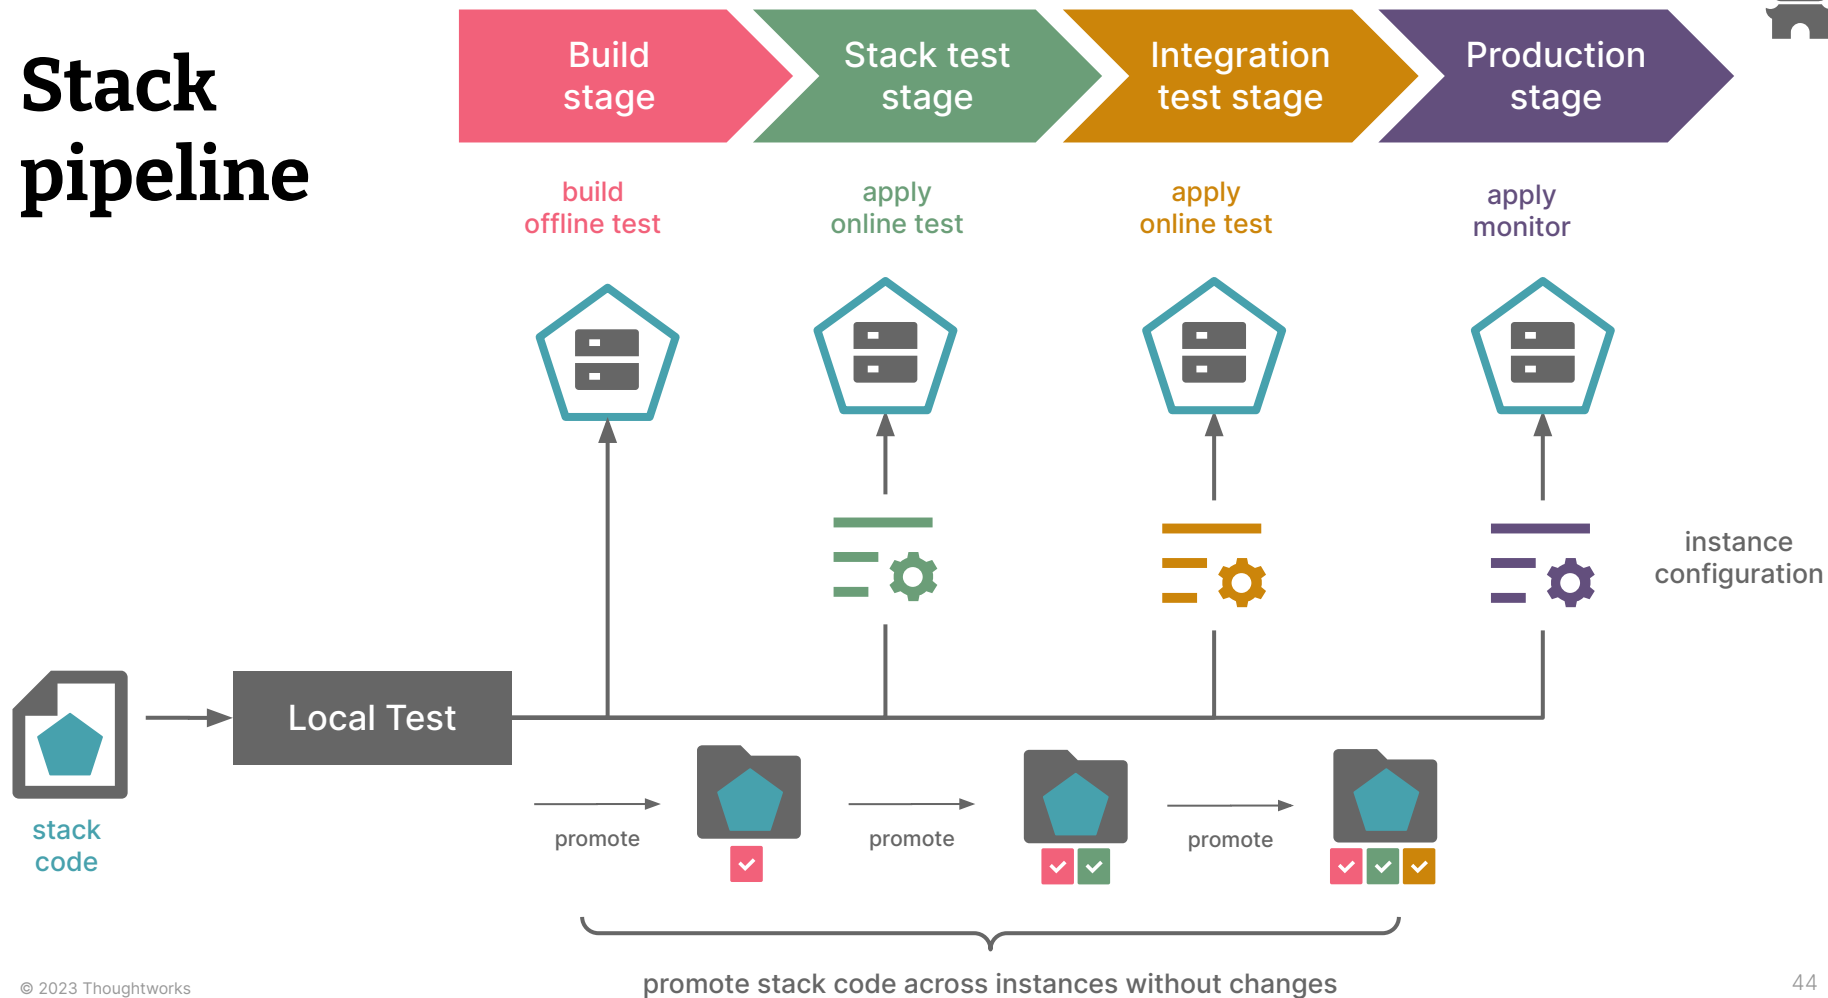 Stack
pipeline
Build
stage
Stack test
stage
Integration
test stage
Production
stage
build
offline test
apply
online test
apply
online test
apply
monitor
instance
configuration
Local Test
stack
code
promote
promote
promote
promote stack code across instances without changes
© 2023 Thoughtworks
44